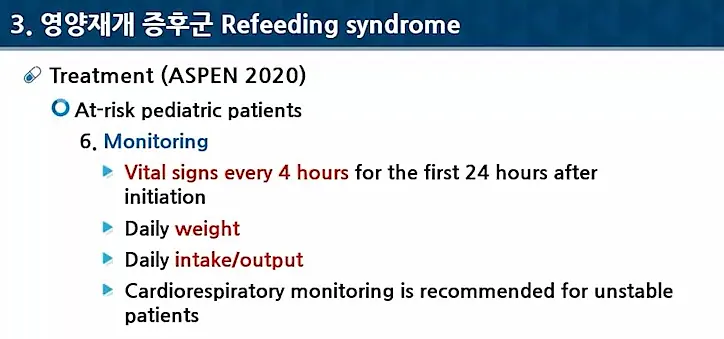 3. 영양재개 증후군 Refeeding syndrome
Treatment (ASPEN 2020)
At-risk pediatric patients
6. Monitoring
Vital signs every 4 hours for the first 24 hours after
initiation
Daily weight
Daily intake/output
Cardiorespiratory monitoring is recommended for unstable
patients